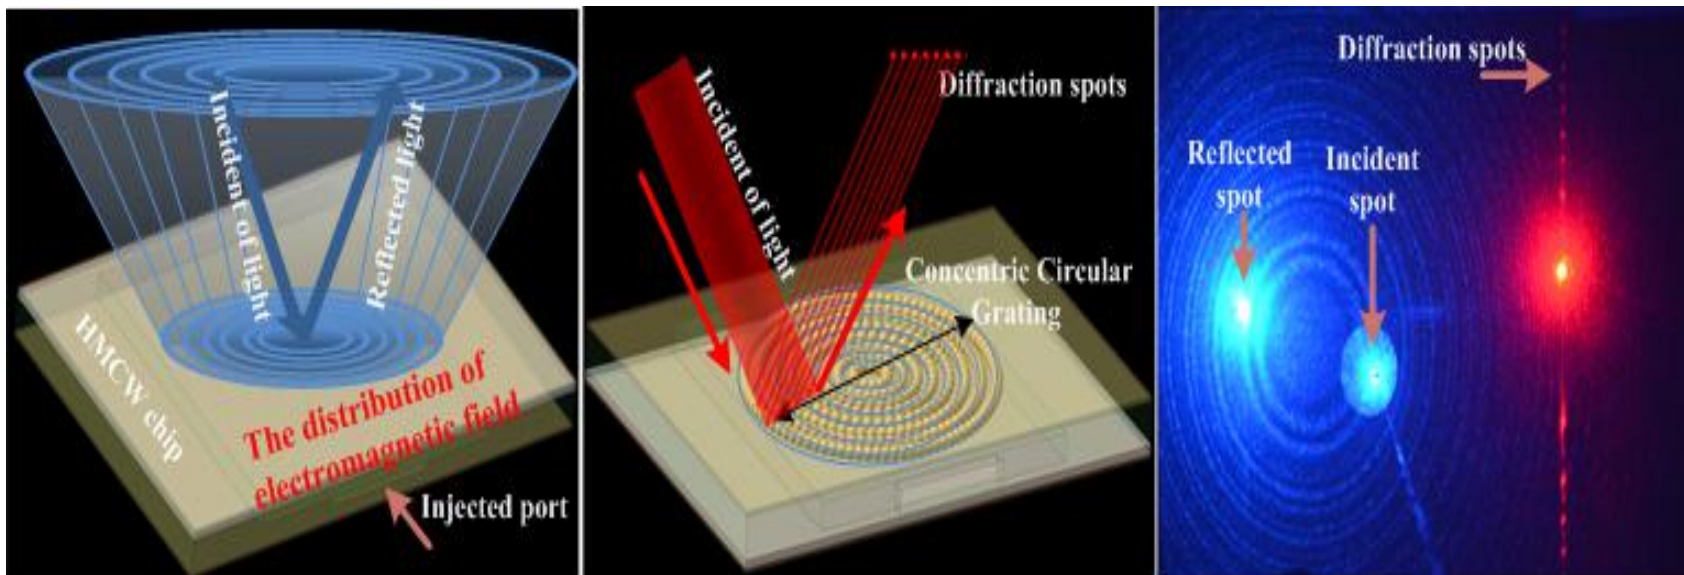 Incident of light
Reflected light
HMCW chip
The distribution of
electromagnetic field
Injected port
Incident of light
Diffraction spots
Concentric Circular
Grating
Diffraction spots
Reflected
spot
Incident
spot